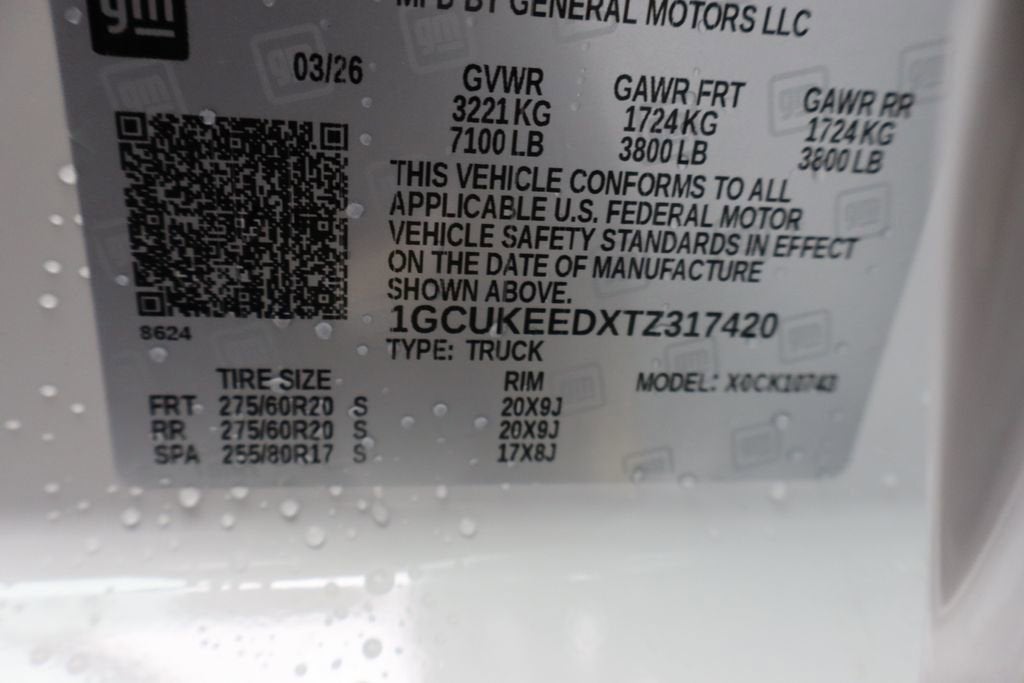 gm
MFD BY GENERAL MOTORS LLC
03/26
GVWR GAWR FRT GAWR RR
3221 KG 1724 KG 1724 KG
7100 LB 3800 LB 3800 LB
THIS VEHICLE CONFORMS TO ALL
APPLICABLE U.S. FEDERAL MOTOR
VEHICLE SAFETY STANDARDS IN EFFECT
ON THE DATE OF MANUFACTURE
SHOWN ABOVE.
8624
1GCUKEEDXTZ317420
TYPE: TRUCK
TIRE SIZE RIM MODEL: X0CK10743
FRT 275/60R20 S 20X9J
RR 275/60R20 S 20X9J
SPA 255/80R17 S 17X8J